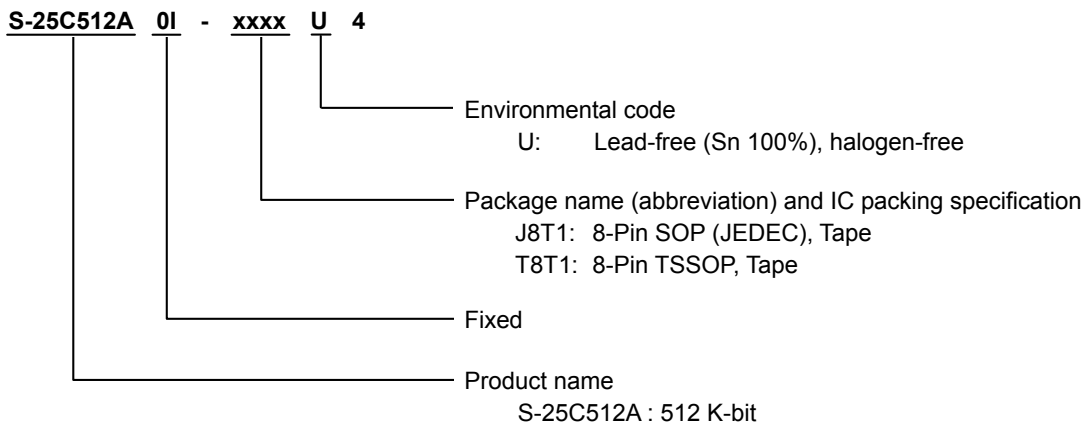 S-25C512A 0I - xxxx U 4
Environmental code
U: Lead-free (Sn 100%), halogen-free
Package name (abbreviation) and IC packing specification
J8T1: 8-Pin SOP (JEDEC), Tape
T8T1: 8-Pin TSSOP, Tape
Fixed
Product name
S-25C512A : 512 K-bit